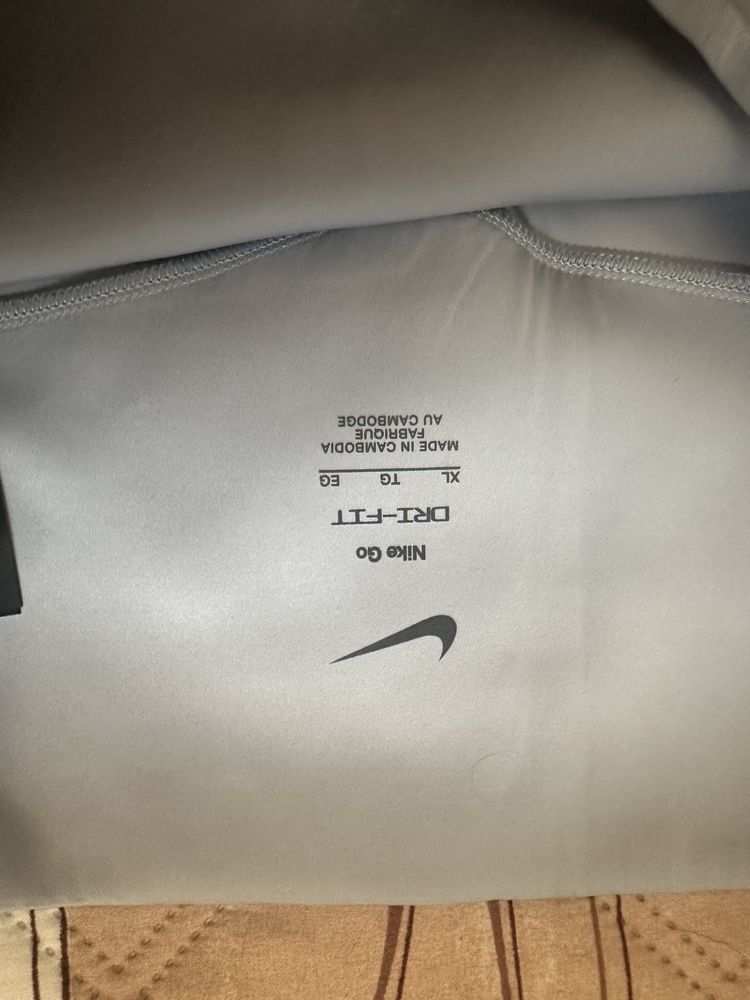 Nike Go
DRI-FIT
XL TG EG
MADE IN CAMBODIA
FABRIQUE
AU CAMBODGE